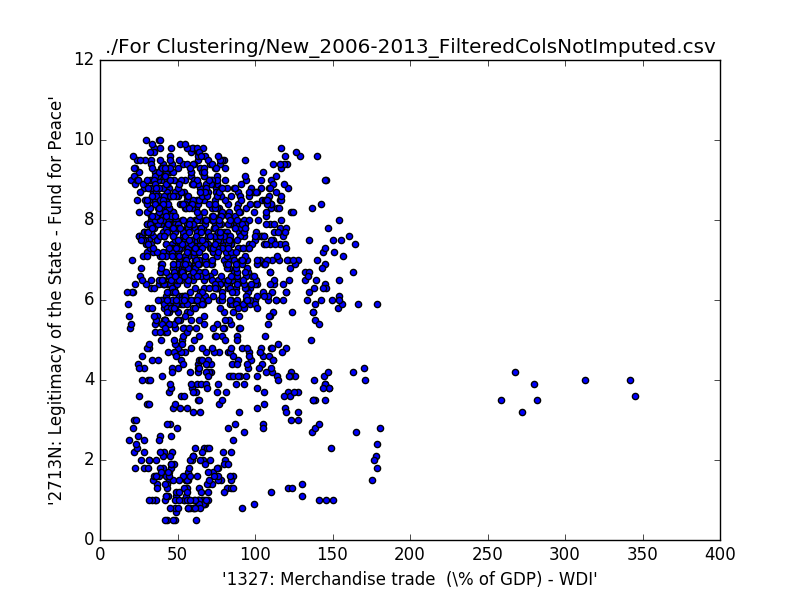 ./For Clustering/New_2006-2013_FilteredColsNotImputed.csv
12
10
8
6
4
2
0
'2713N: Legitimacy of the State - Fund for Peace'
0 50 100 150 200 250 300 350 400
'1327: Merchandise trade  (\% of GDP) - WDI'